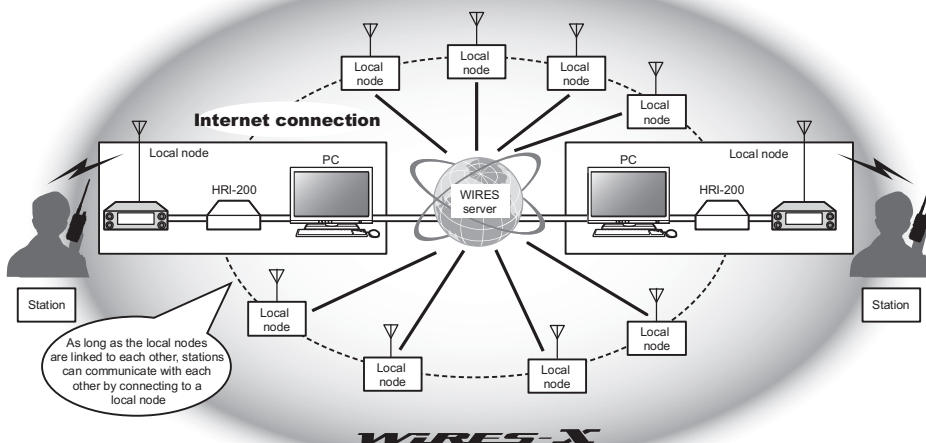 Local
node
Local
node
Local
node
Local
node
Internet connection
Local node
PC
HRI-200
WIRES
server
PC
Local node
HRI-200
Station
Station
Local
node
Local
node
Local
node
Local
node
As long as the local nodes
are linked to each other, stations
can communicate with each
other by connecting to a
local node
WiRES-X